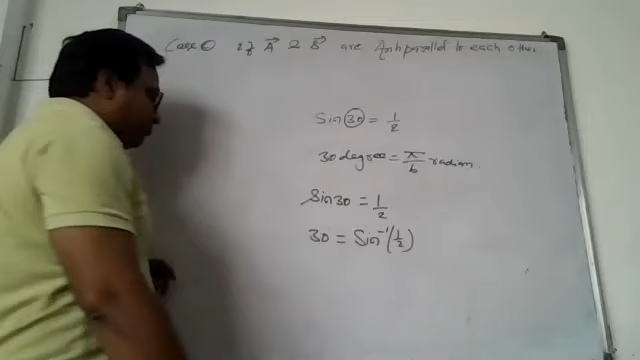 Case if A⃗ & B⃗ are Antiparallel to each other
Sin 30 = 1/2
30 degree = π/6 radian.
Sin 30 = 1/2
30 = Sin⁻¹(1/2)